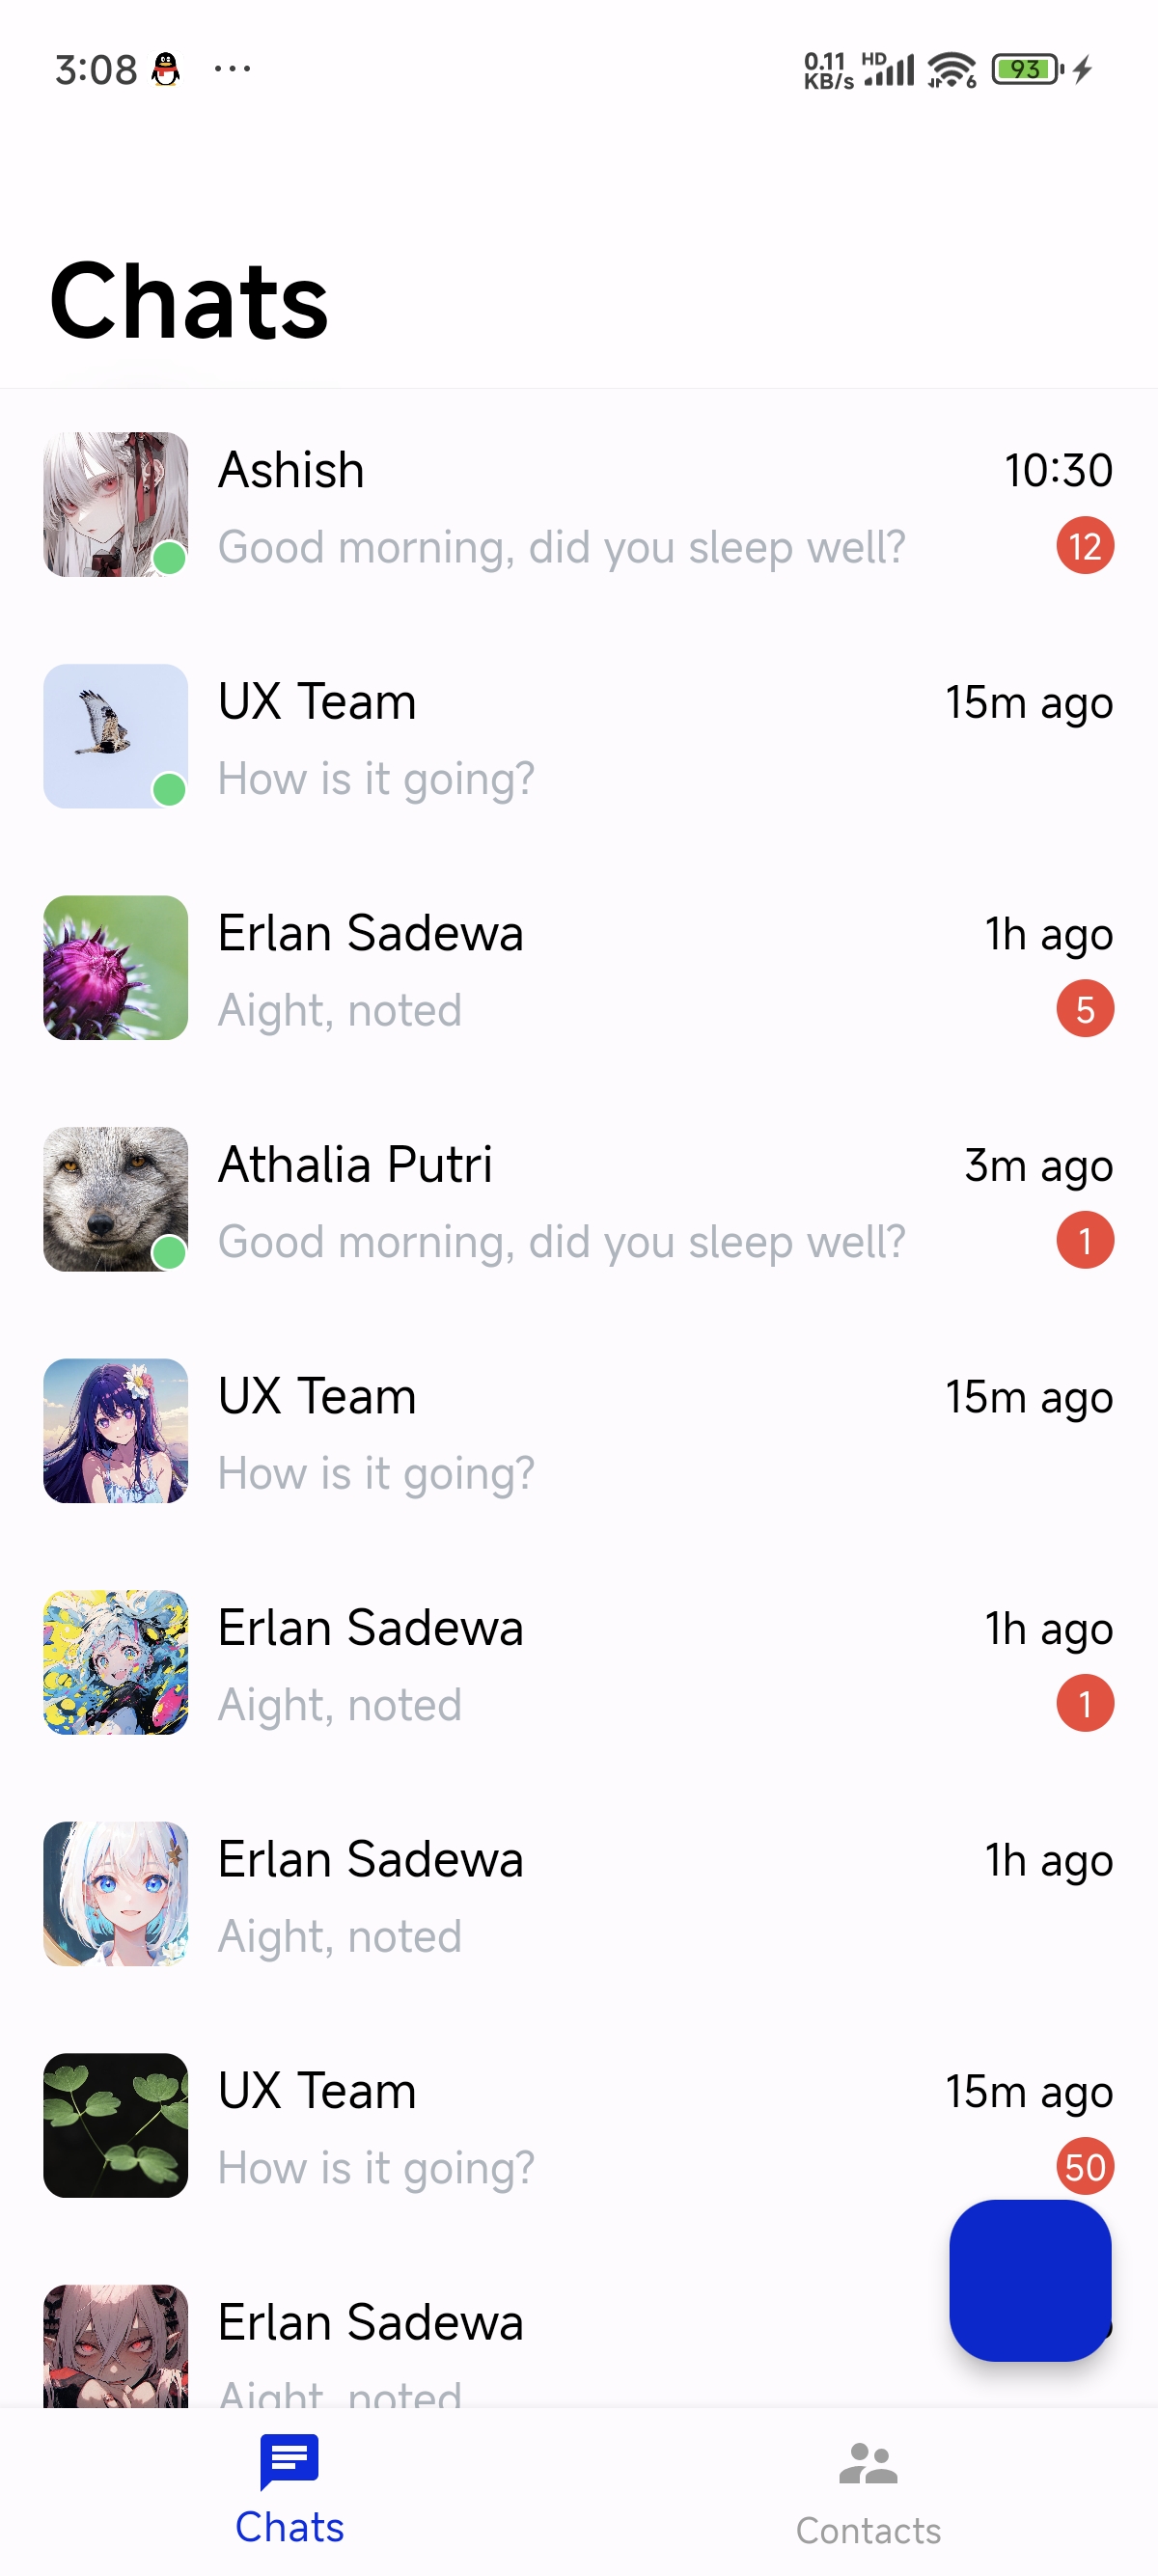 3:08 ...
0.11 KB/s HD 6 93
Chats
Ashish 10:30
Good morning, did you sleep well? 12
UX Team 15m ago
How is it going?
Erlan Sadewa 1h ago
Aight, noted 5
Athalia Putri 3m ago
Good morning, did you sleep well? 1
UX Team 15m ago
How is it going?
Erlan Sadewa 1h ago
Aight, noted 1
Erlan Sadewa 1h ago
Aight, noted
UX Team 15m ago
How is it going? 50
Erlan Sadewa
Aight, noted
Chats Contacts